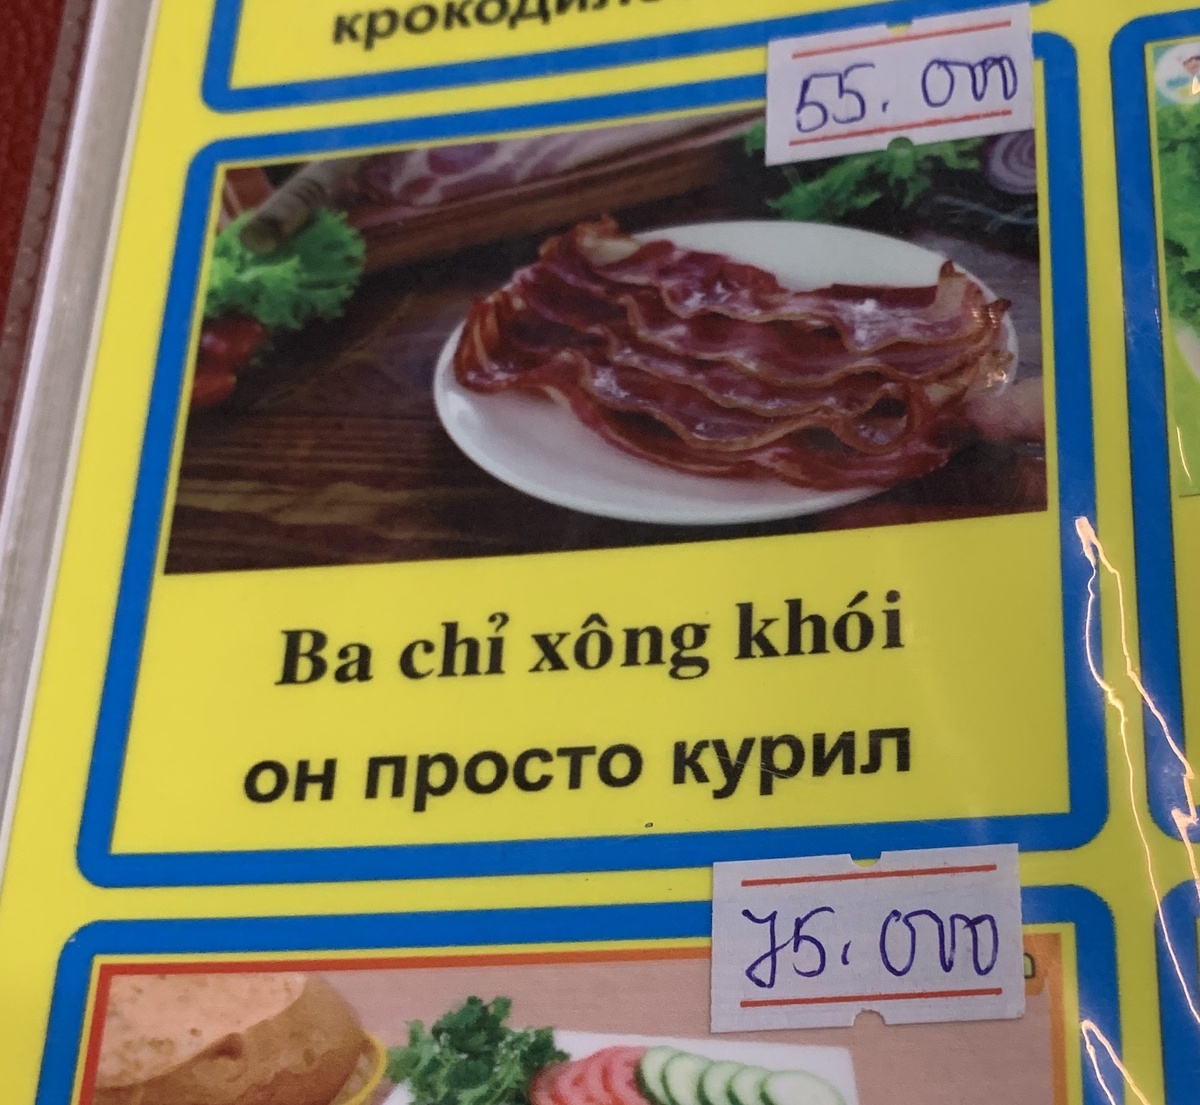 55.000
Ba chỉ xông khói
он просто курил
75.000